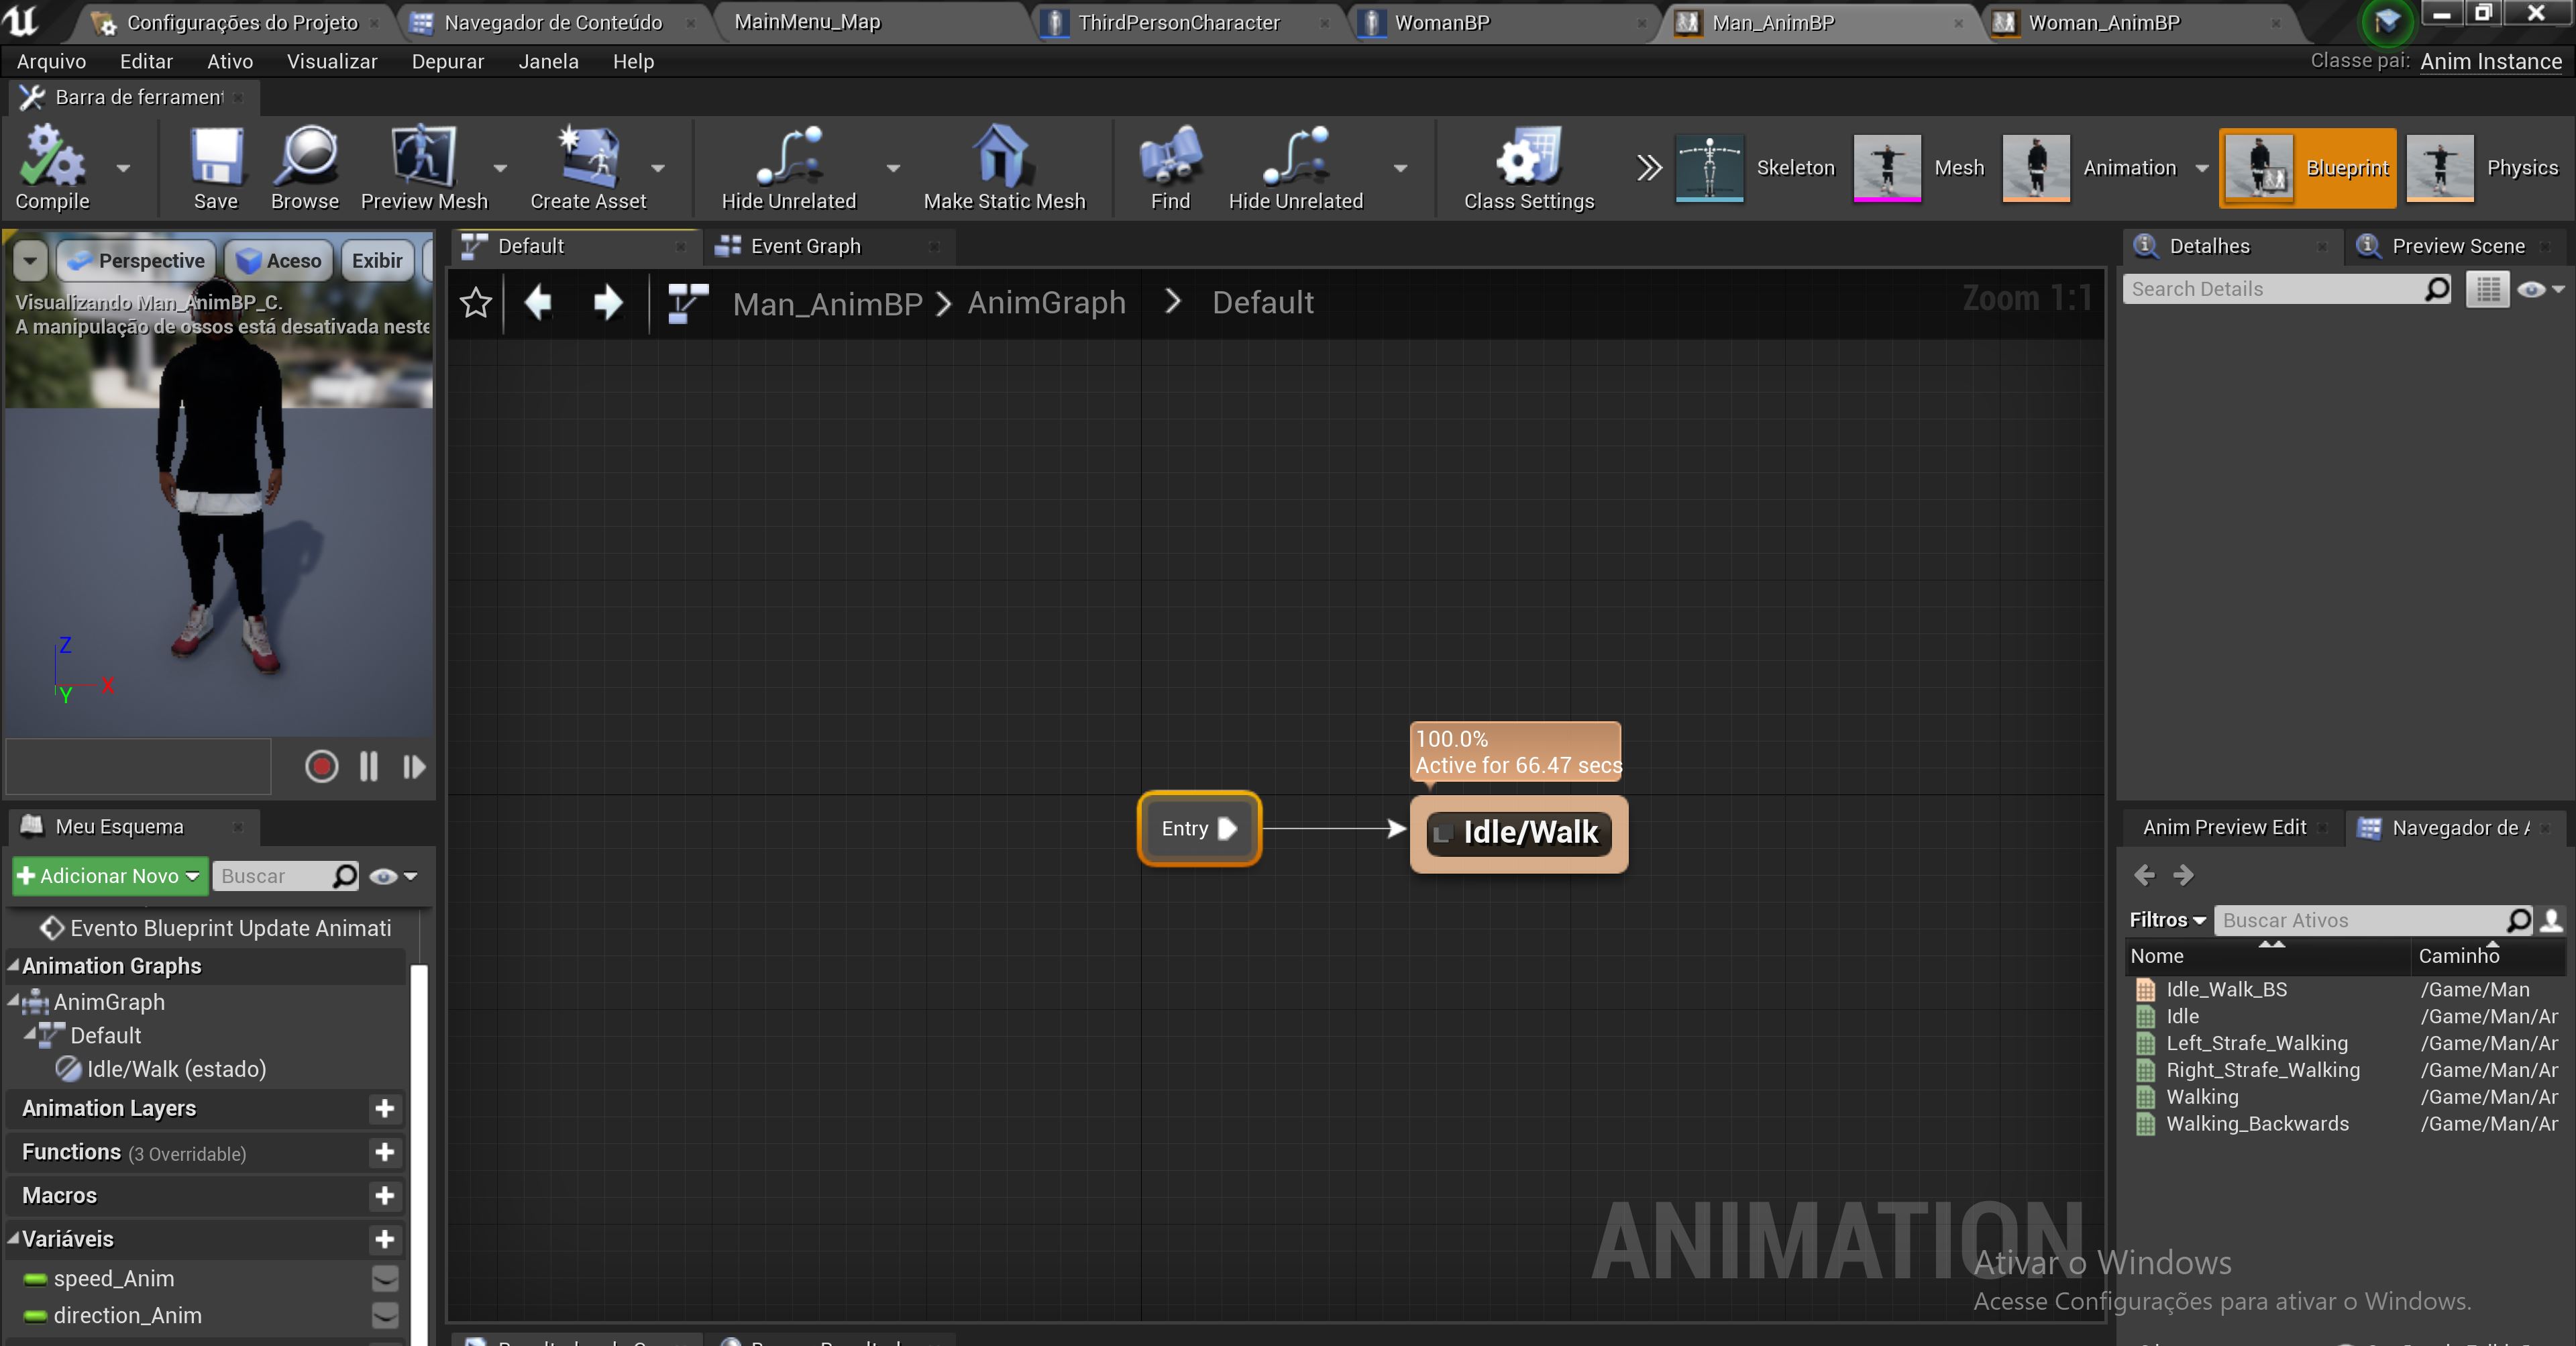 Configurações do Projeto
Navegador de Conteúdo
MainMenu_Map
ThirdPersonCharacter
WomanBP
Man_AnimBP
Woman_AnimBP
Arquivo
Editar
Ativo
Visualizar
Depurar
Janela
Help
Classe pai: Anim Instance
Barra de ferrament
Compile
Save
Browse
Preview Mesh
Create Asset
Hide Unrelated
Make Static Mesh
Find
Hide Unrelated
Class Settings
Skeleton
Mesh
Animation
Blueprint
Physics
Perspective
Aceso
Exibir
Visualizando Man_AnimBP_C.
A manipulação de ossos está desativada neste
Z
X
Y
Default
Event Graph
Man_AnimBP
AnimGraph
Default
Zoom 1:1
100.0%
Active for 66.47 secs
Entry
Idle/Walk
ANIMATION
Meu Esquema
Adicionar Novo
Buscar
Evento Blueprint Update Animati
Animation Graphs
AnimGraph
Default
Idle/Walk (estado)
Animation Layers
Functions (3 Overridable)
Macros
Variáveis
speed_Anim
direction_Anim
Detalhes
Preview Scene
Search Details
Anim Preview Edit
Navegador de A
Filtros
Buscar Ativos
Nome
Caminho
Idle_Walk_BS /Game/Man
Idle /Game/Man/Ar
Left_Strafe_Walking /Game/Man/Ar
Right_Strafe_Walking /Game/Man/Ar
Walking /Game/Man/Ar
Walking_Backwards /Game/Man/Ar
Ativar o Windows
Acesse Configurações para ativar o Windows.